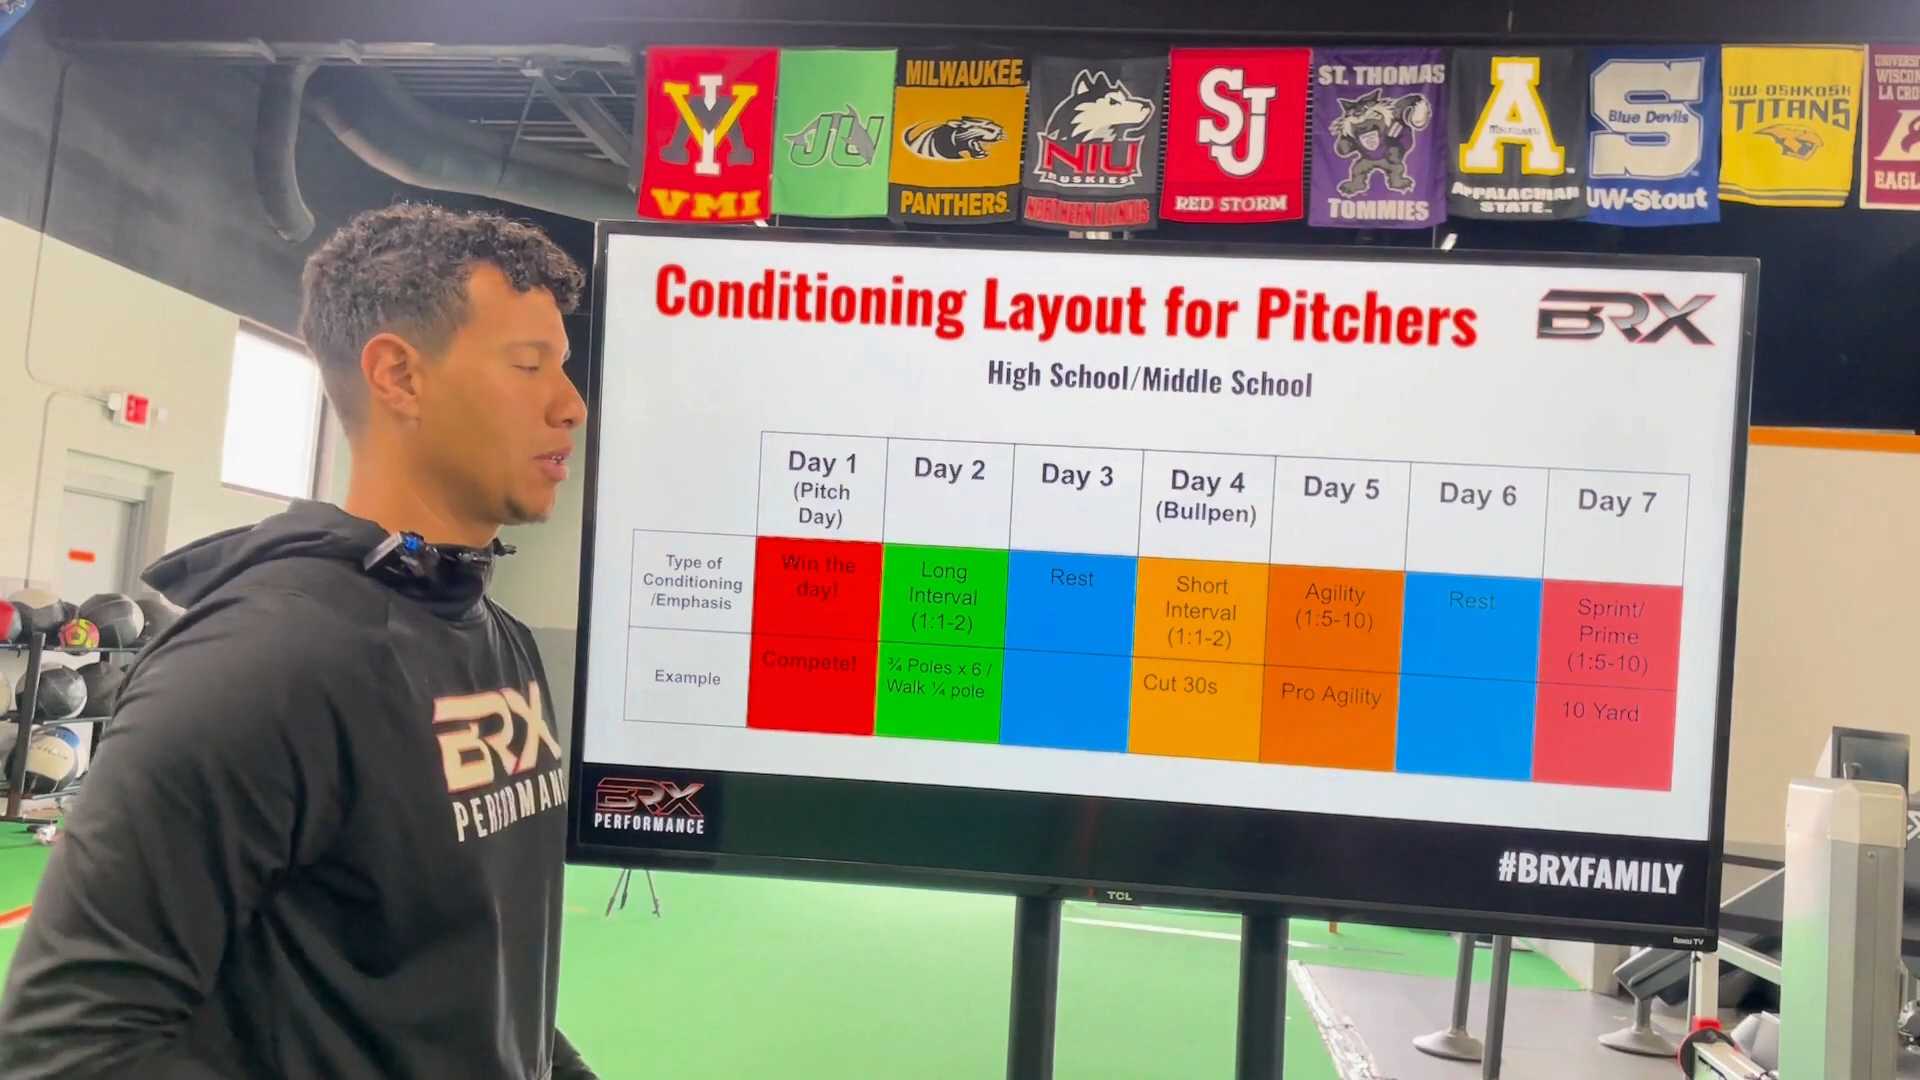 VMI
JU
MILWAUKEE
PANTHERS
NIU
HUSKIES
NORTHERN ILLINOIS
STJ
RED STORM
ST. THOMAS
TOMMIES
A
APPALACHIAN
STATE
S
Blue Devils
UW-Stout
UW-OSHKOSH
TITANS
Conditioning Layout for Pitchers
BRX
High School/Middle School
Day 1
(Pitch
Day)
Day 2
Day 3
Day 4
(Bullpen)
Day 5
Day 6
Day 7
Type of
Conditioning
/Emphasis
Win the
day!
Long
Interval
(1:1-2)
Rest
Short
Interval
(1:1-2)
Agility
(1:5-10)
Rest
Sprint/
Prime
(1:5-10)
Example
Compete!
¾ Poles x 6 /
Walk ¼ pole
Cut 30s
Pro Agility
10 Yard
BRX
PERFORMANCE
#BRXFAMILY
TCL
Roku TV
BRX
PERFORMANC